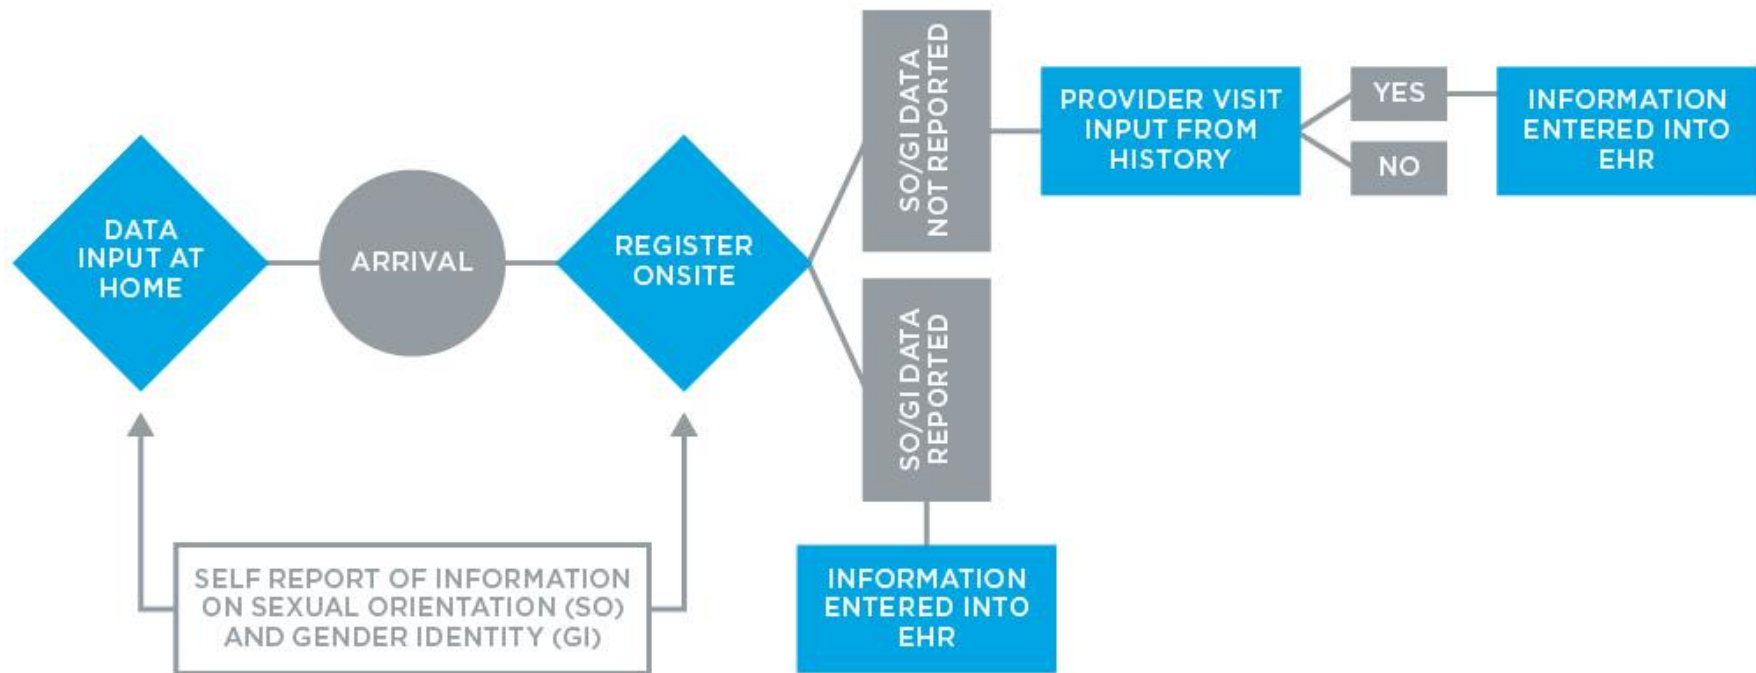 DATA
INPUT AT
HOME
ARRIVAL
REGISTER
ONSITE
SO/GI DATA
NOT REPORTED
PROVIDER VISIT
INPUT FROM
HISTORY
YES
NO
INFORMATION
ENTERED INTO
EHR
SO/GI DATA
REPORTED
INFORMATION
ENTERED INTO
EHR
SELF REPORT OF INFORMATION
ON SEXUAL ORIENTATION (SO)
AND GENDER IDENTITY (GI)